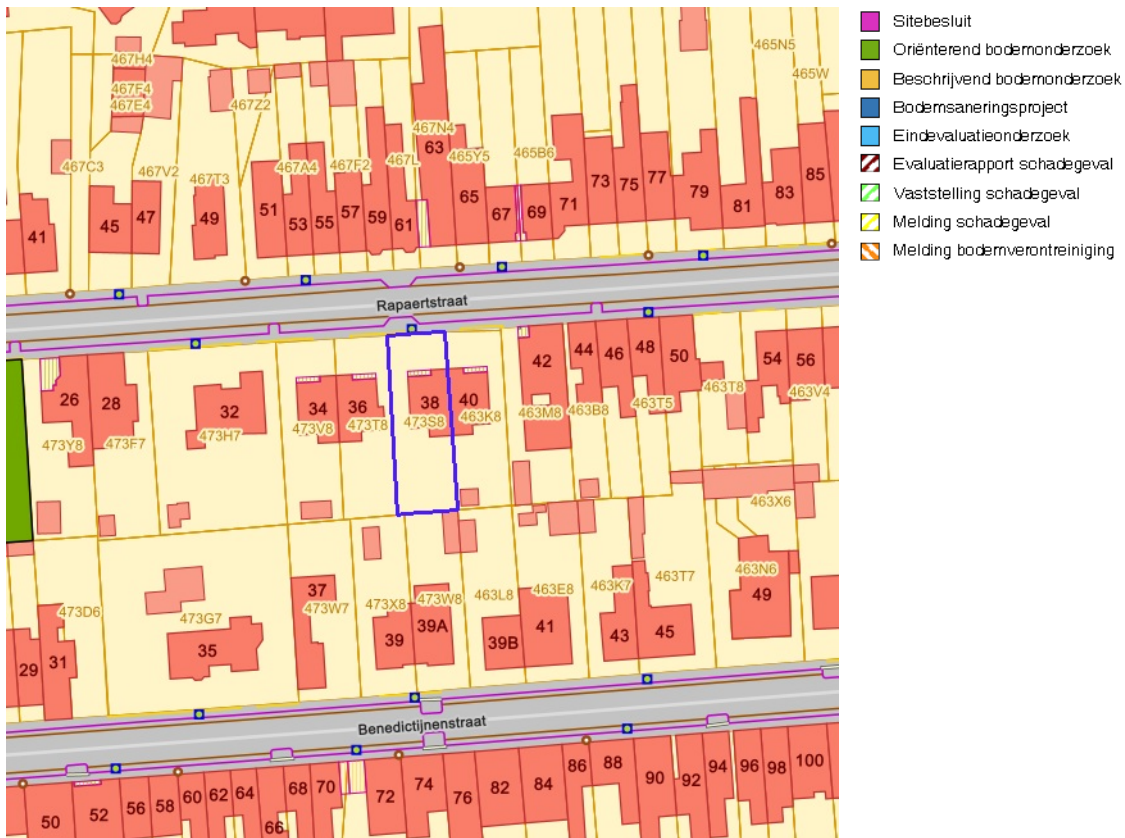 Sitebesluit
Oriënterend bodemonderzoek
Beschrijvend bodemonderzoek
Bodemsaneringsproject
Eindevaluatieonderzoek
Evaluatierapport schadegeval
Vaststelling schadegeval
Melding schadegeval
Melding bodemverontreiniging
467H4
467F4
467E4
467Z2
465N5
465W
467C3
467V2
467T3
467A4
467F2
467L
467N4
465Y5
465B6
41
45
47
49
51
53
55
57
59
61
63
65
67
69
71
73
75
77
79
81
83
85
Rapaertstraat
26
28
32
34
36
38
40
42
44
46
48
50
54
56
473Y8
473F7
473H7
473V8
473T8
473S8
463K8
463M8
463B8
463T5
463T8
463V4
463X6
473D6
473G7
473W7
473X8
473W8
463L8
463E8
463K7
463T7
463N6
29
31
35
37
39
39A
39B
41
43
45
49
Benedictijnenstraat
50
52
56
58
60
62
64
66
68
70
72
74
76
82
84
86
88
90
92
94
96
98
100